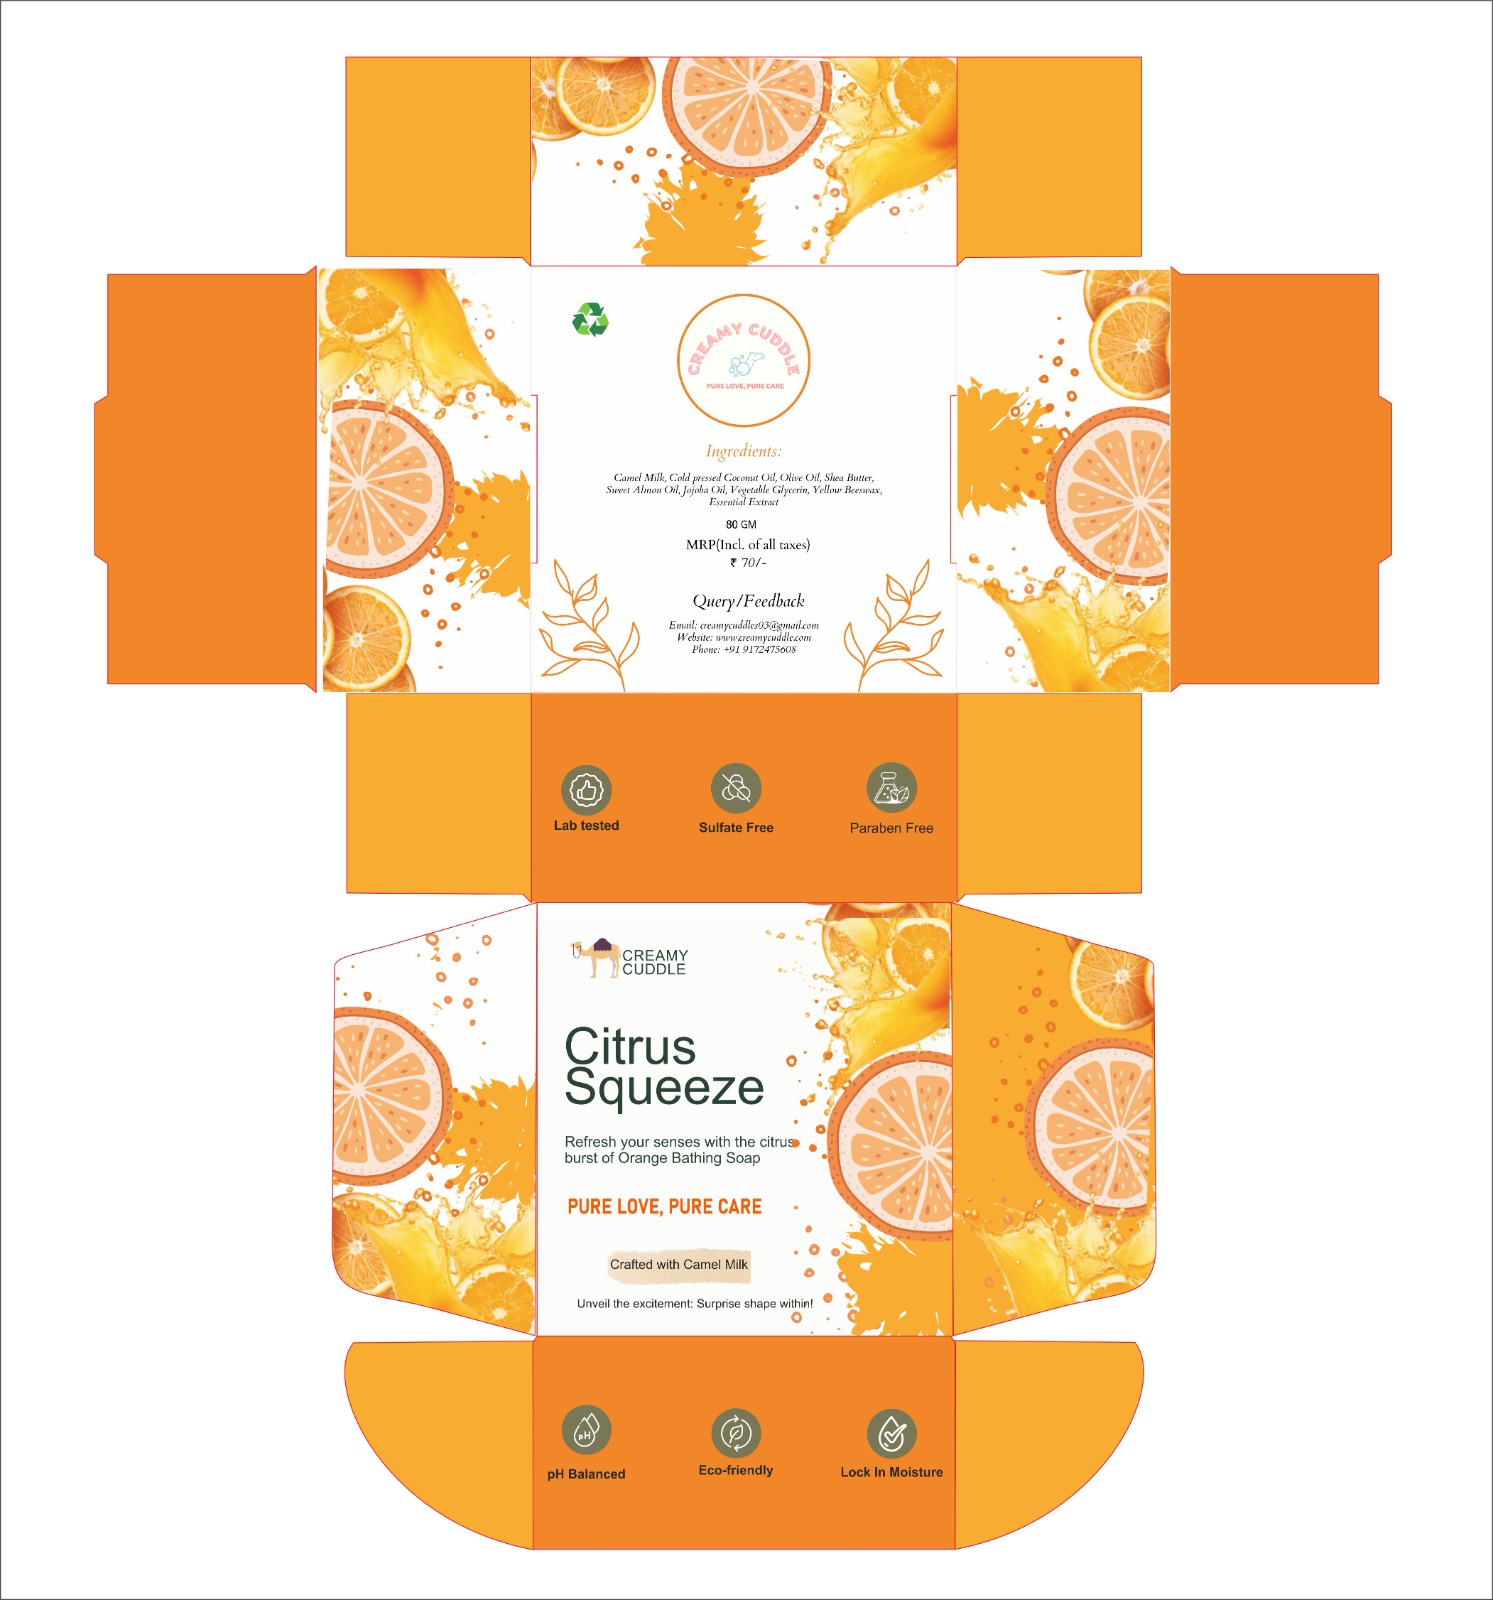 CREAMY CUDDLE
PURE LOVE, PURE CARE
Ingredients:
Camel Milk, Cold pressed Coconut Oil, Olive Oil, Shea Butter,
Sweet Almon Oil, Jojoba Oil, Vegetable Glycerin, Yellow Beeswax,
Essential Extract
80 GM
MRP(Incl. of all taxes)
₹ 70/-
Query/Feedback
Email: creamycuddles03@gmail.com
Website: www.creamycuddle.com
Phone: +91 9172475608
Lab tested
Sulfate Free
Paraben Free
CREAMY
CUDDLE
Citrus
Squeeze
Refresh your senses with the citrus
burst of Orange Bathing Soap
PURE LOVE, PURE CARE
Crafted with Camel Milk
Unveil the excitement: Surprise shape within!
pH
pH Balanced
Eco-friendly
Lock In Moisture